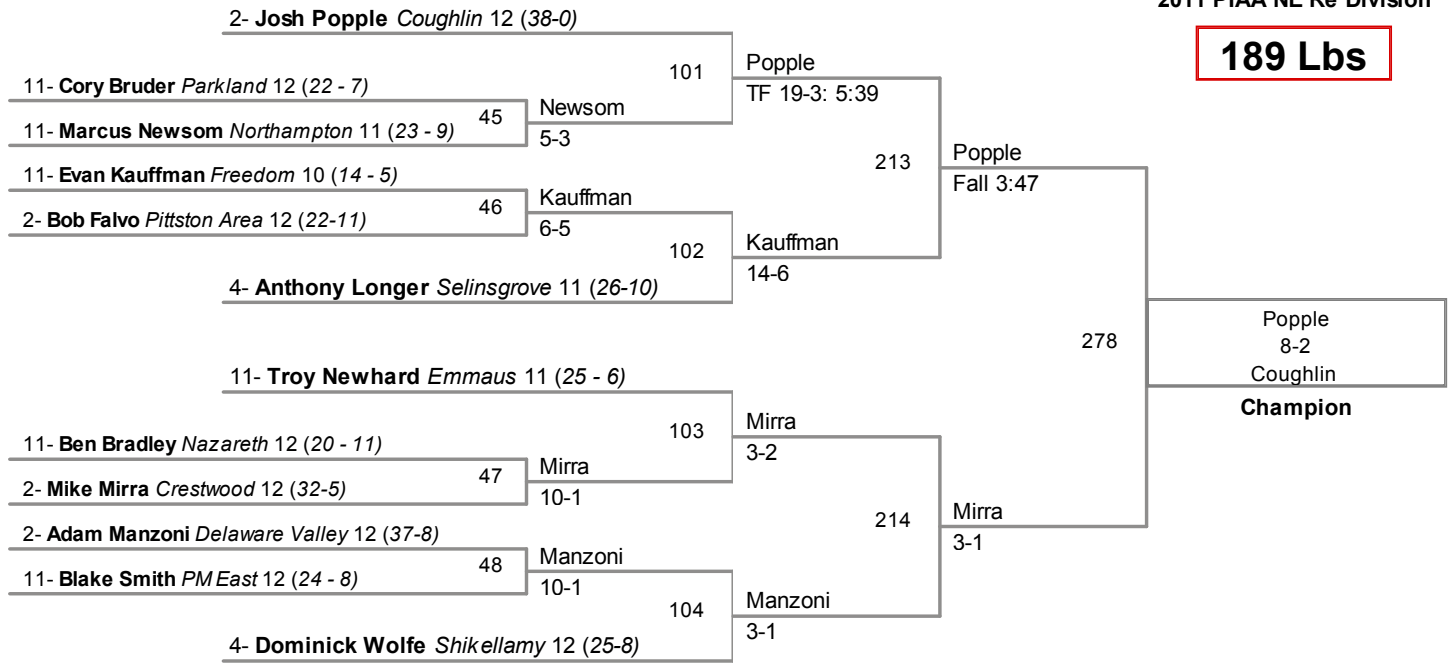 2011 PIAA NE Re Division
189 Lbs
2- Josh Popple Coughlin 12 (38-0)
101
Popple
TF 19-3: 5:39
11- Cory Bruder Parkland 12 (22 - 7)
45
Newsom
5-3
11- Marcus Newsom Northampton 11 (23 - 9)
213
Popple
Fall 3:47
11- Evan Kauffman Freedom 10 (14 - 5)
46
Kauffman
6-5
2- Bob Falvo Pittston Area 12 (22-11)
102
Kauffman
14-6
4- Anthony Longer Selinsgrove 11 (26-10)
278
Popple
8-2
Coughlin
Champion
11- Troy Newhard Emmaus 11 (25 - 6)
103
Mirra
3-2
11- Ben Bradley Nazareth 12 (20 - 11)
47
Mirra
10-1
2- Mike Mirra Crestwood 12 (32-5)
214
Mirra
3-1
2- Adam Manzoni Delaware Valley 12 (37-8)
48
Manzoni
10-1
11- Blake Smith PM East 12 (24 - 8)
104
Manzoni
3-1
4- Dominick Wolfe Shikellamy 12 (25-8)